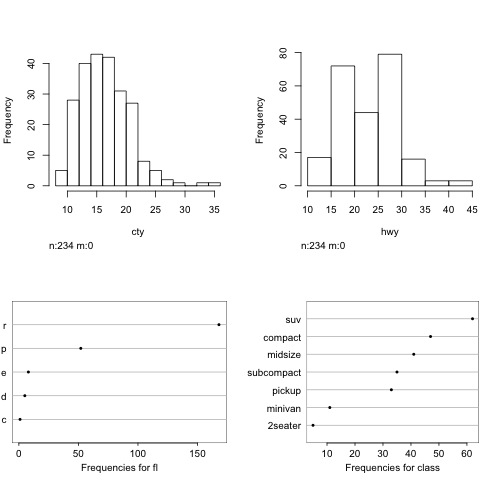 Frequency
0 10 20 30 40
10 15 20 25 30 35
cty
n:234 m:0
Frequency
0 20 40 60 80
10 15 20 25 30 35 40 45
hwy
n:234 m:0
r
p
e
d
c
0 50 100 150
Frequencies for fl
suv
compact
midsize
subcompact
pickup
minivan
2seater
10 20 30 40 50 60
Frequencies for class